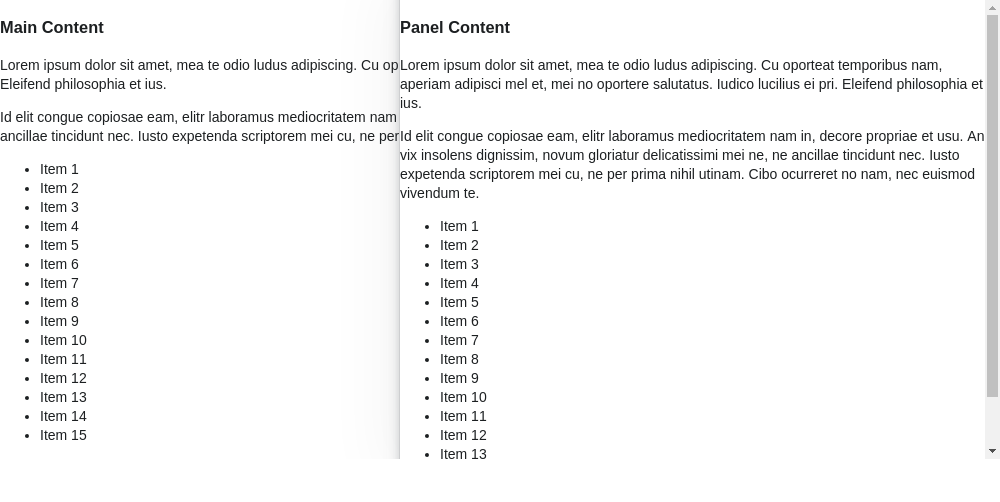 Main Content
Lorem ipsum dolor sit amet, mea te odio ludus adipiscing. Cu op
Eleifend philosophia et ius.
Id elit congue copiosae eam, elitr laboramus mediocritatem nam
ancillae tincidunt nec. Iusto expetenda scriptorem mei cu, ne per
Item 1
Item 2
Item 3
Item 4
Item 5
Item 6
Item 7
Item 8
Item 9
Item 10
Item 11
Item 12
Item 13
Item 14
Item 15
Panel Content
Lorem ipsum dolor sit amet, mea te odio ludus adipiscing. Cu oporteat temporibus nam,
aperiam adipisci mel et, mei no oportere salutatus. Iudico lucilius ei pri. Eleifend philosophia et
ius.
Id elit congue copiosae eam, elitr laboramus mediocritatem nam in, decore propriae et usu. An
vix insolens dignissim, novum gloriatur delicatissimi mei ne, ne ancillae tincidunt nec. Iusto
expetenda scriptorem mei cu, ne per prima nihil utinam. Cibo ocurreret no nam, nec euismod
vivendum te.
Item 1
Item 2
Item 3
Item 4
Item 5
Item 6
Item 7
Item 8
Item 9
Item 10
Item 11
Item 12
Item 13